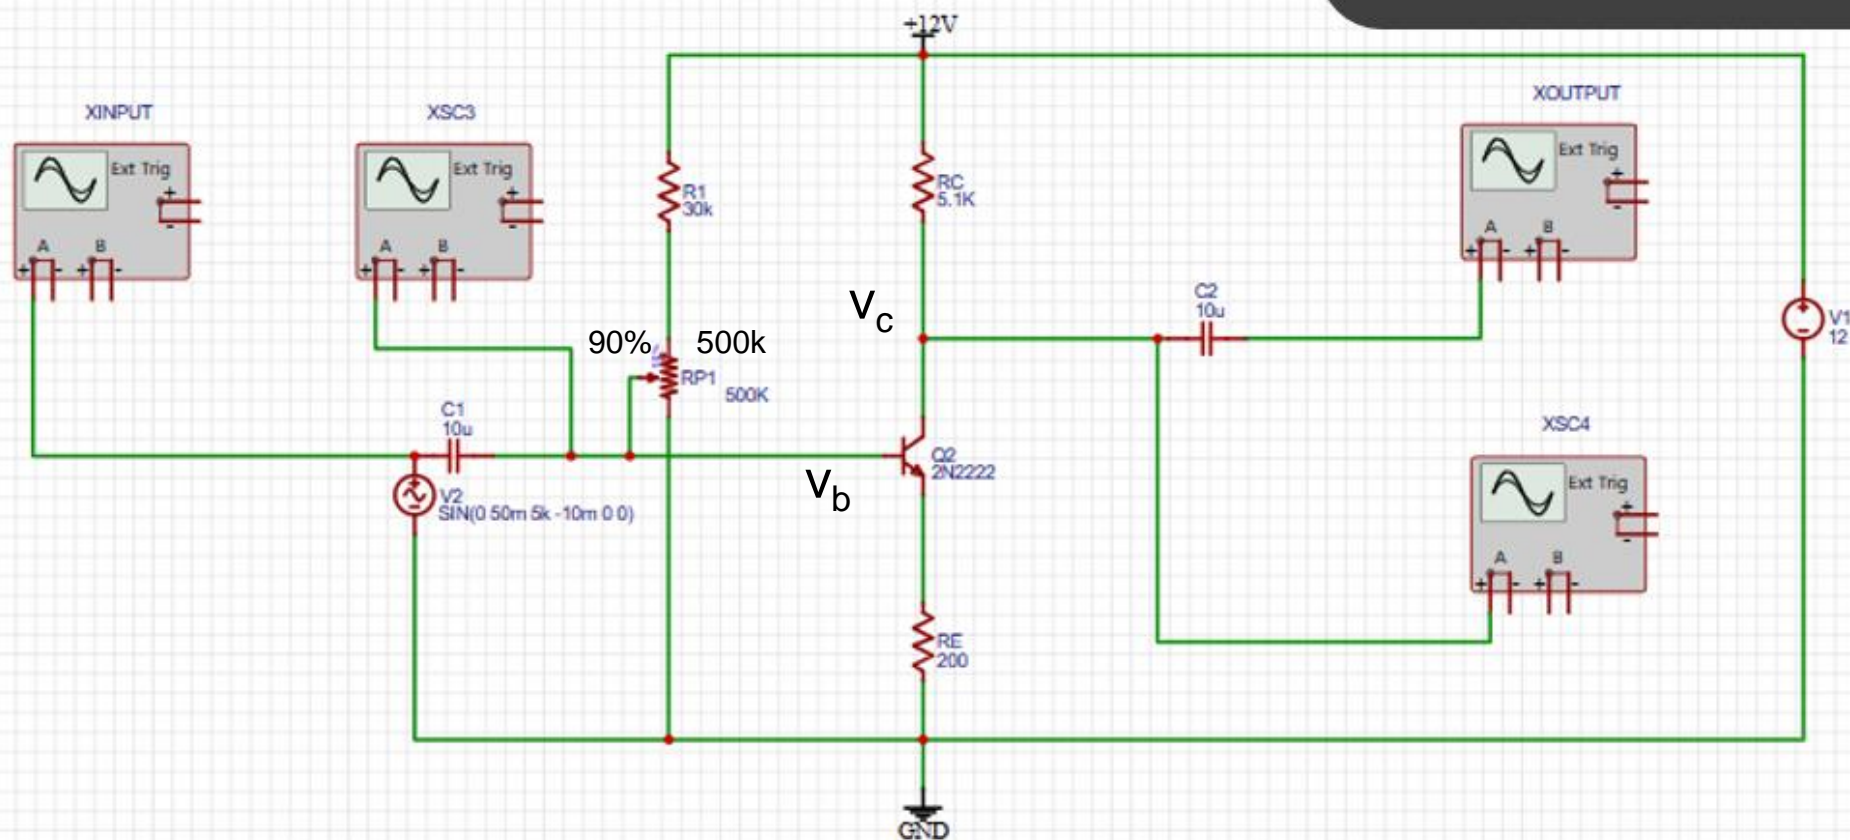 +12V
XINPUT
XSC3
XOUTPUT
Ext Trig
+
-
A
B
+
-
+
-
Ext Trig
+
-
A
B
+
-
+
-
R1
30k
RC
5.1K
Ext Trig
+
-
A
B
+
-
+
-
Vc
C2
10u
V1
12
90%
500k
RP1
500K
C1
10u
XSC4
Vb
Q2
2N2222
V2
SIN(0 50m 5k -10m 0 0)
Ext Trig
+
-
A
B
+
-
+
-
RE
200
GND